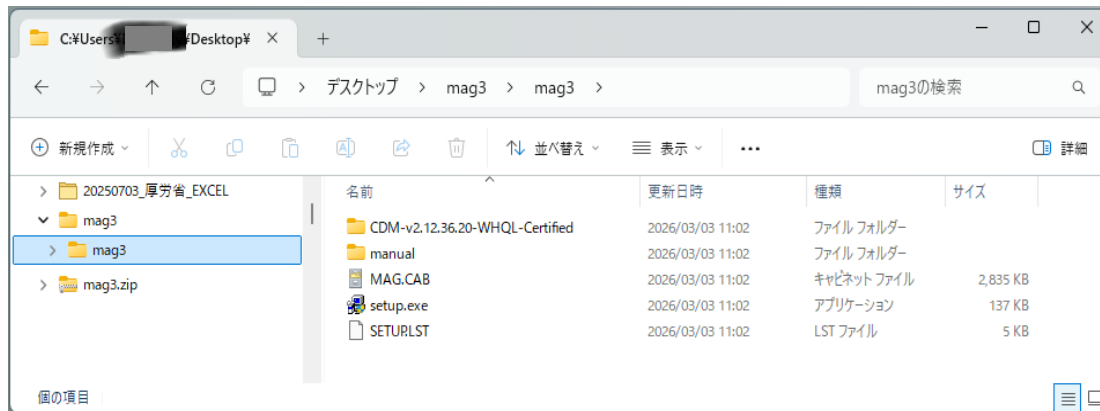 C:¥Users¥ ¥Desktop¥
デスクトップ > mag3 > mag3 >
mag3の検索
新規作成
並べ替え
表示
...
詳細
20250703_厚労省_EXCEL
mag3
mag3
mag3.zip
名前 更新日時 種類 サイズ
CDM-v2.12.36.20-WHQL-Certified 2026/03/03 11:02 ファイル フォルダー
manual 2026/03/03 11:02 ファイル フォルダー
MAG.CAB 2026/03/03 11:02 キャビネット ファイル 2,835 KB
setup.exe 2026/03/03 11:02 アプリケーション 137 KB
SETUP.LST 2026/03/03 11:02 LST ファイル 5 KB
個の項目